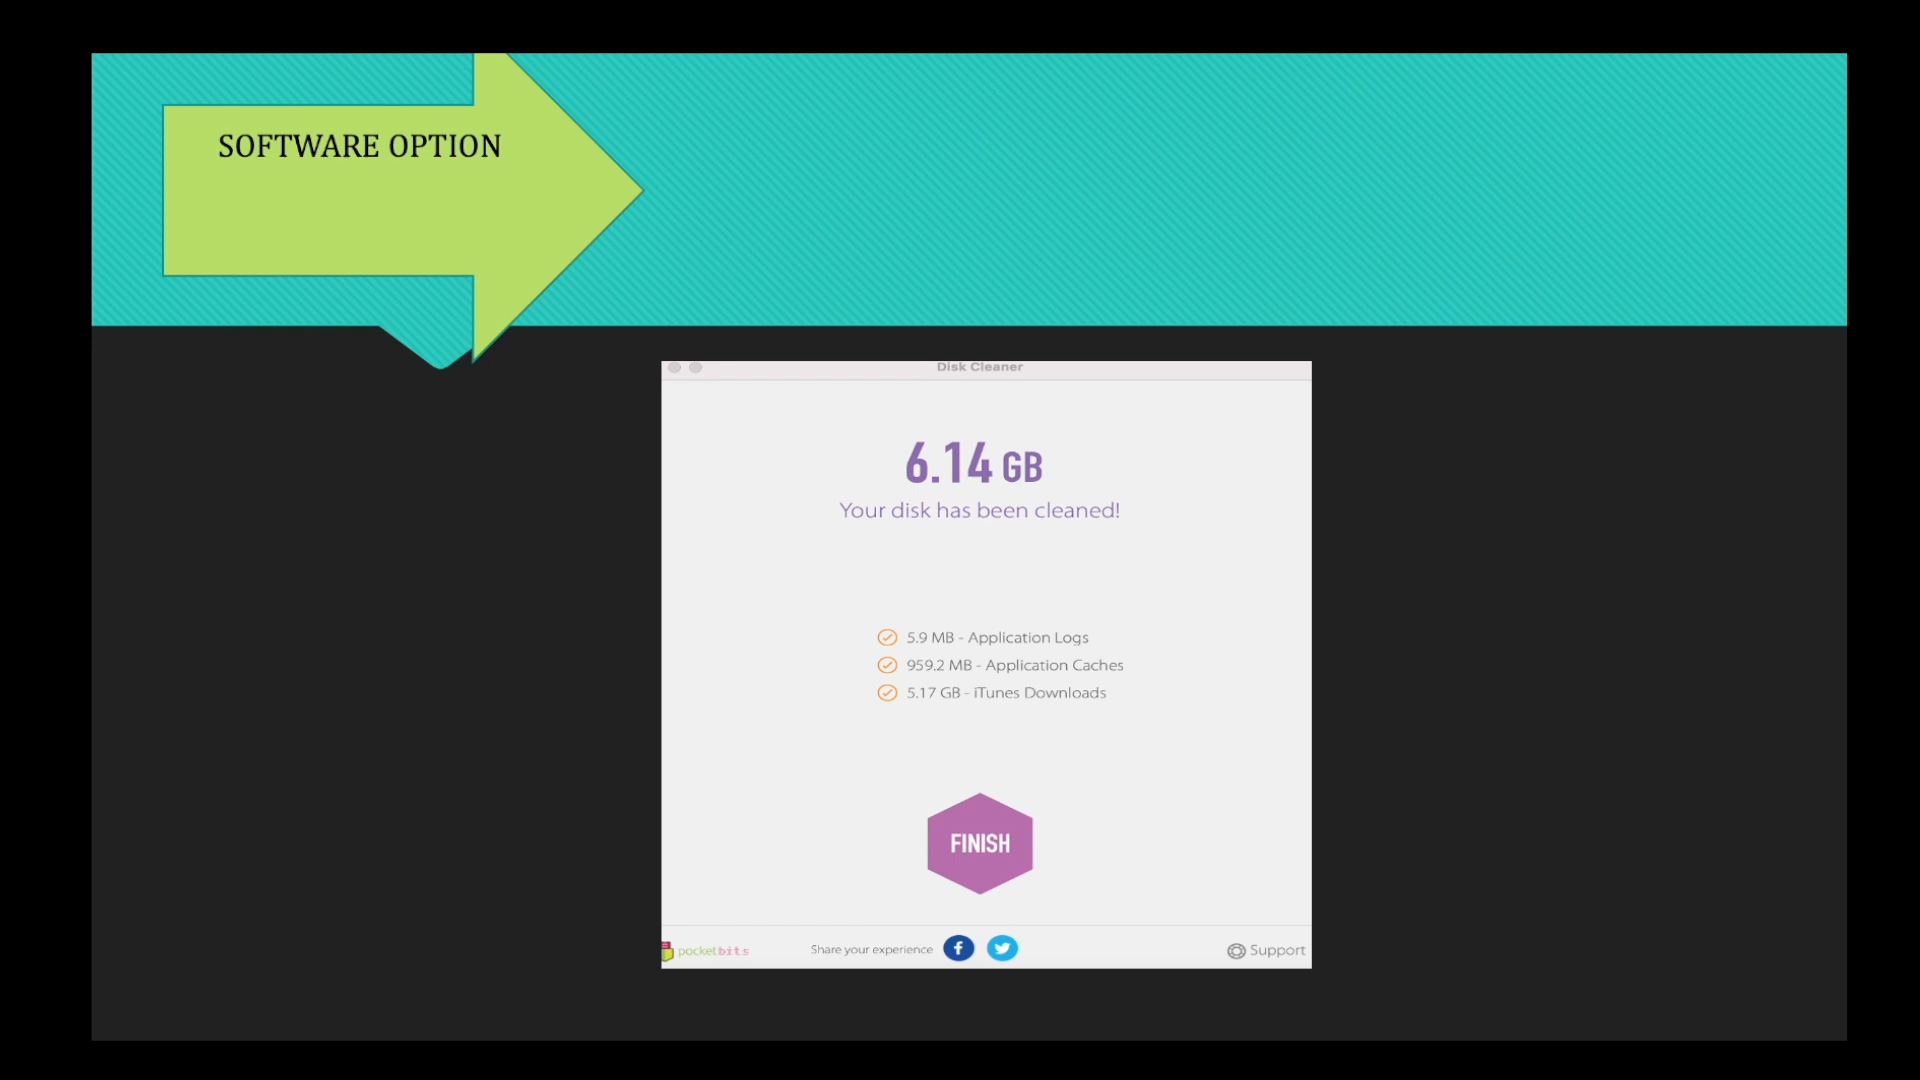 SOFTWARE OPTION
Disk Cleaner
6.14 GB
Your disk has been cleaned!
5.9 MB - Application Logs
959.2 MB - Application Caches
5.17 GB - iTunes Downloads
FINISH
pocketbits
Share your experience
Support